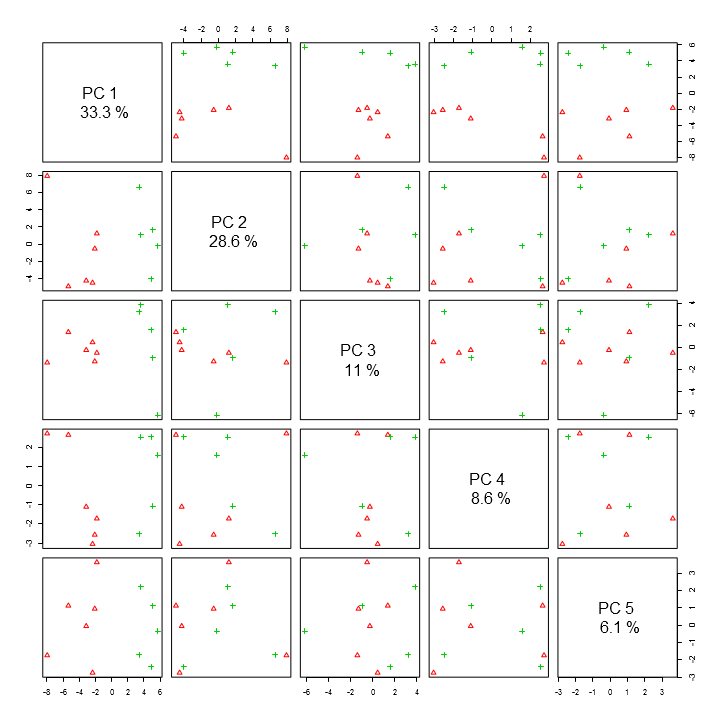 -4 -2 0 2 4 6 8
-3 -2 -1 0 1 2
PC 1
33.3 %
-8 -6 -4 -2 0 2 4 6
-4 -2 0 2 4 6 8
PC 2
28.6 %
PC 3
11 %
-6 -4 -2 0 2 4
-3 -2 -1 0 1 2
PC 4
8.6 %
PC 5
6.1 %
-3 -2 -1 0 1 2 3
-8 -6 -4 -2 0 2 4 6
-6 -4 -2 0 2 4
-3 -2 -1 0 1 2 3